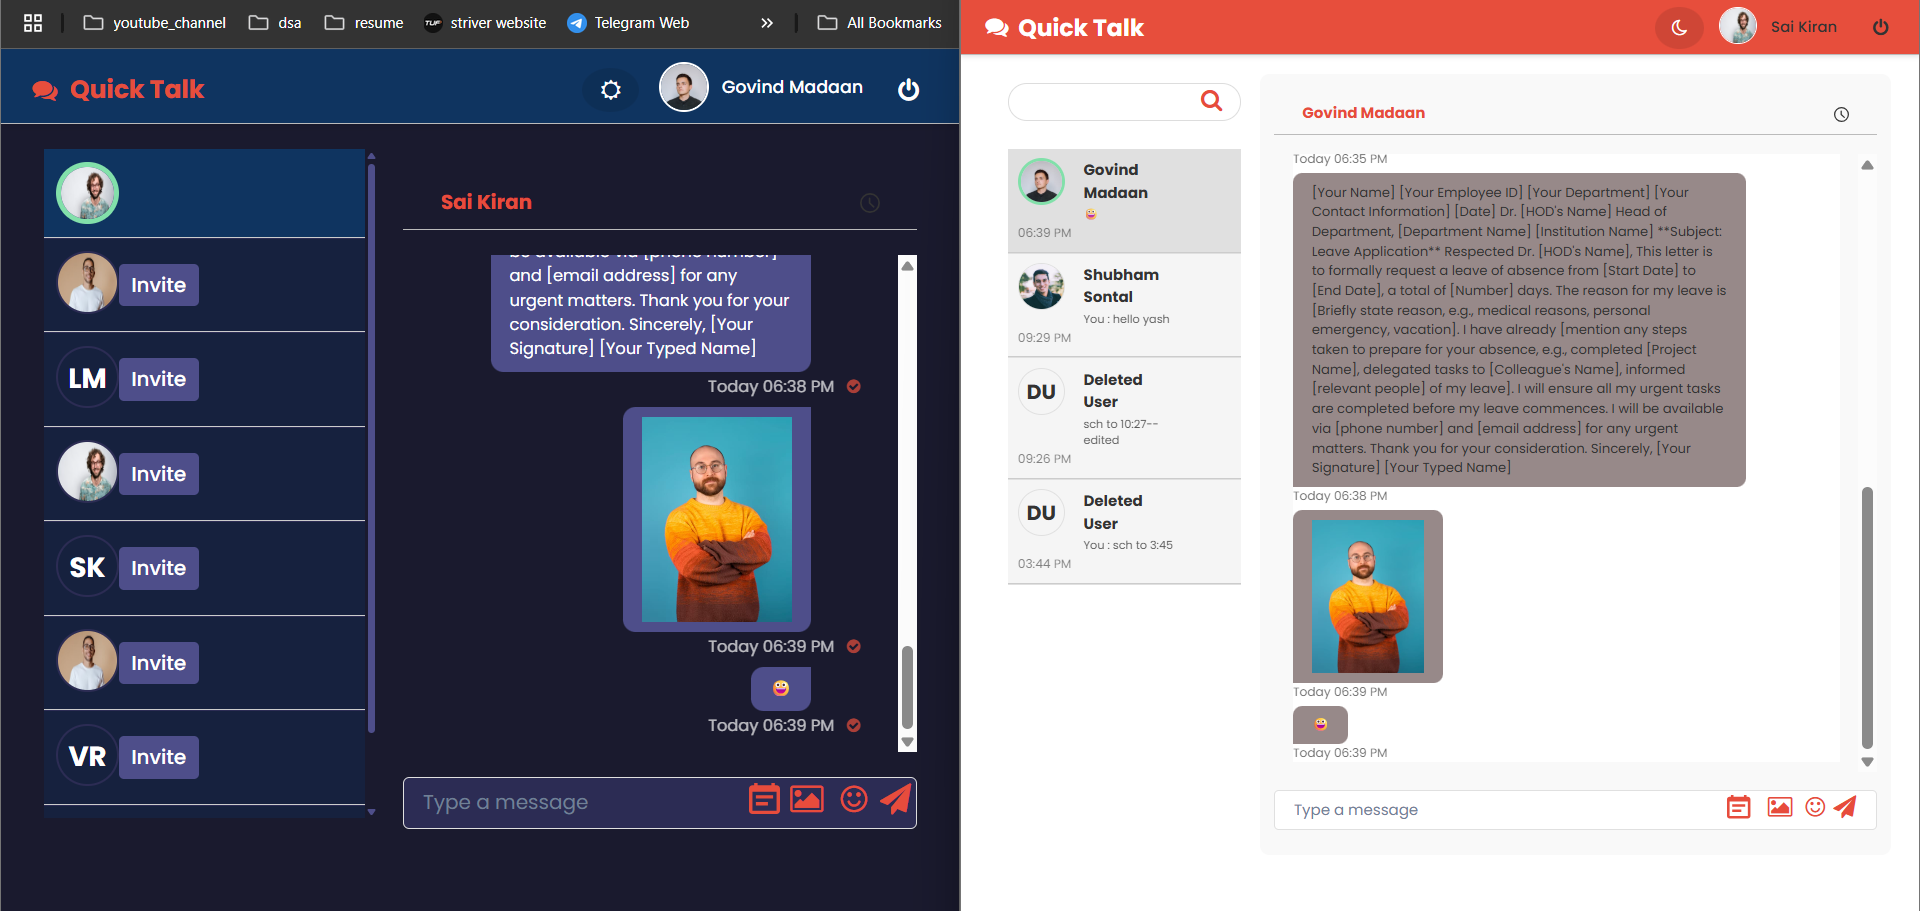 youtube_channel
dsa
resume
TUF
striver website
Telegram Web
»
All Bookmarks
Quick Talk
Govind Madaan
Invite
LM Invite
Invite
SK Invite
Invite
VR Invite
Sai Kiran
and [email address] for any
urgent matters. Thank you for your
consideration. Sincerely, [Your
Signature] [Your Typed Name]
Today 06:38 PM
Today 06:39 PM
Today 06:39 PM
Type a message
Quick Talk
Sai Kiran
Govind
Madaan
06:39 PM
Shubham
Sontal
You : hello yash
09:29 PM
DU
Deleted
User
sch to 10:27--
edited
09:26 PM
DU
Deleted
User
You : sch to 3:45
03:44 PM
Govind Madaan
Today 06:35 PM
[Your Name] [Your Employee ID] [Your Department] [Your
Contact Information] [Date] Dr. [HOD's Name] Head of
Department, [Department Name] [Institution Name] **Subject:
Leave Application** Respected Dr. [HOD's Name], This letter is
to formally request a leave of absence from [Start Date] to
[End Date], a total of [Number] days. The reason for my leave is
[Briefly state reason, e.g., medical reasons, personal
emergency, vacation]. I have already [mention any steps
taken to prepare for your absence, e.g., completed [Project
Name], delegated tasks to [Colleague's Name], informed
[relevant people] of my leave]. I will ensure all my urgent tasks
are completed before my leave commences. I will be available
via [phone number] and [email address] for any urgent
matters. Thank you for your consideration. Sincerely, [Your
Signature] [Your Typed Name]
Today 06:38 PM
Today 06:39 PM
Today 06:39 PM
Type a message